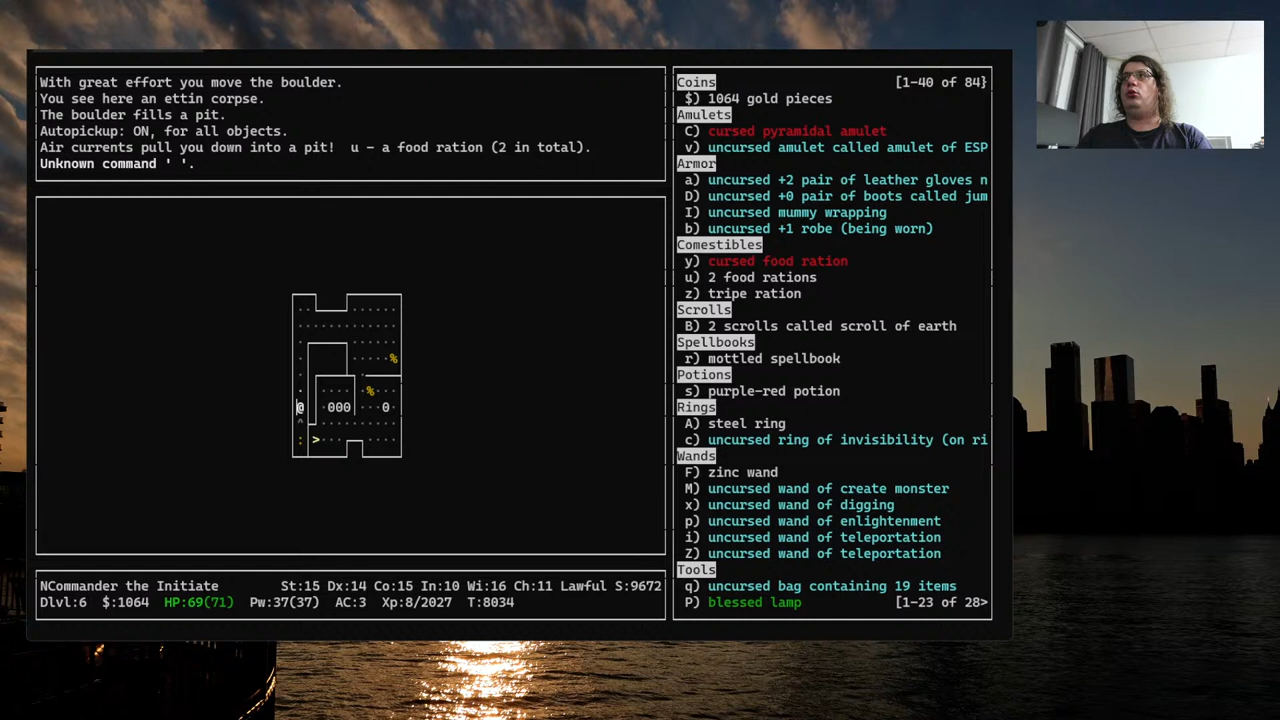 With great effort you move the boulder.
You see here an ettin corpse.
The boulder fills a pit.
Autopickup: ON, for all objects.
Air currents pull you down into a pit!  u - a food ration (2 in total).
Unknown command ' '.
%
%
@ 000 0
^
: >
NCommander the Initiate St:15 Dx:14 Co:15 In:10 Wi:16 Ch:11 Lawful S:9672
Dlvl:6 $:1064 HP:69(71) Pw:37(37) AC:3 Xp:8/2027 T:8034
Coins [1-40 of 84}
$) 1064 gold pieces
Amulets
C) cursed pyramidal amulet
v) uncursed amulet called amulet of ESP
Armor
a) uncursed +2 pair of leather gloves n
D) uncursed +0 pair of boots called jum
I) uncursed mummy wrapping
b) uncursed +1 robe (being worn)
Comestibles
y) cursed food ration
u) 2 food rations
z) tripe ration
Scrolls
B) 2 scrolls called scroll of earth
Spellbooks
r) mottled spellbook
Potions
s) purple-red potion
Rings
A) steel ring
c) uncursed ring of invisibility (on ri
Wands
F) zinc wand
M) uncursed wand of create monster
x) uncursed wand of digging
p) uncursed wand of enlightenment
i) uncursed wand of teleportation
Z) uncursed wand of teleportation
Tools
q) uncursed bag containing 19 items
P) blessed lamp [1-23 of 28>